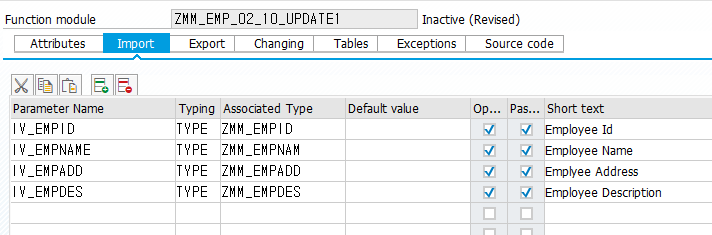 Function module ZMM_EMP_02_10_UPDATE1 Inactive (Revised)
Attributes Import Export Changing Tables Exceptions Source code
Parameter Name Typing Associated Type Default value Op... Pas... Short text
IV_EMPID TYPE ZMM_EMPID Employee Id
IV_EMPNAME TYPE ZMM_EMPNAM Employee Name
IV_EMPADD TYPE ZMM_EMPADD Emplyee Address
IV_EMPDES TYPE ZMM_EMPDES Employee Description